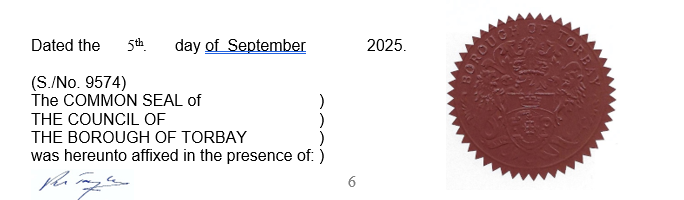 Dated the 5th. day of September 2025.
(S./No. 9574)
The COMMON SEAL of )
THE COUNCIL OF )
THE BOROUGH OF TORBAY )
was hereunto affixed in the presence of: )
6
BOROUGH OF TORBAY